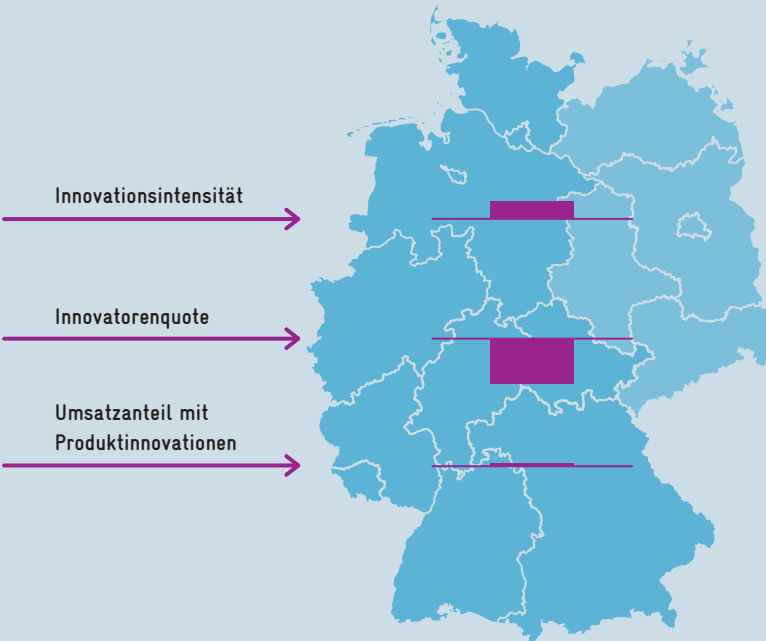 Innovationsintensität
Innovatorenquote
Umsatzanteil mit
Produktinnovationen